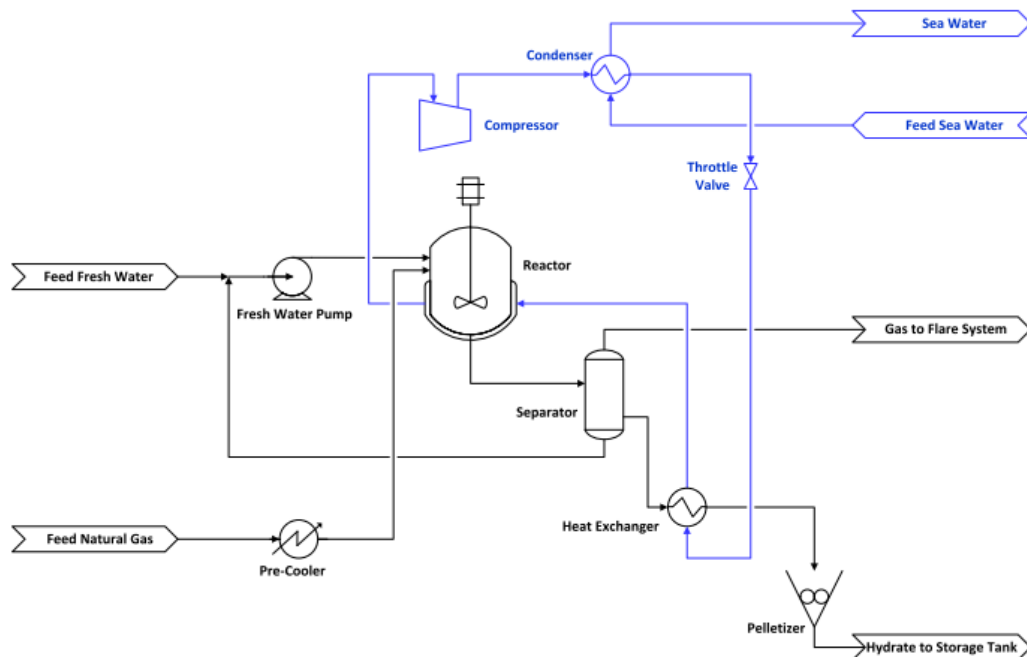 Sea Water
Condenser
Compressor
Feed Sea Water
Throttle
Valve
Reactor
Feed Fresh Water
Fresh Water Pump
Gas to Flare System
Separator
Heat Exchanger
Feed Natural Gas
Pre-Cooler
Pelletizer
Hydrate to Storage Tank